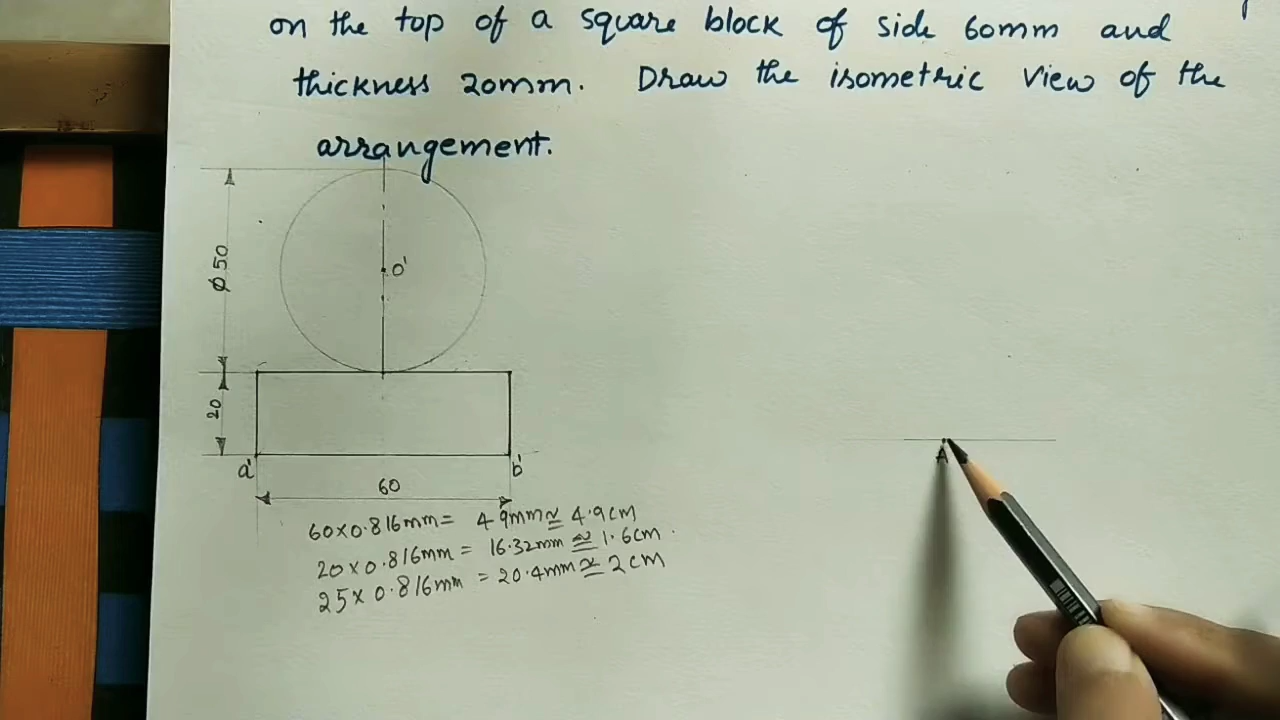 on the top of a square block of side 60mm and
thickness 20mm. Draw the isometric view of the
arrangement.
φ50
O'
20
a'
b'
60
A
60×0.816mm = 49mm ≅ 4.9cm
20×0.816mm = 16.32mm ≅ 1.6cm.
25×0.816mm = 20.4mm ≅ 2cm